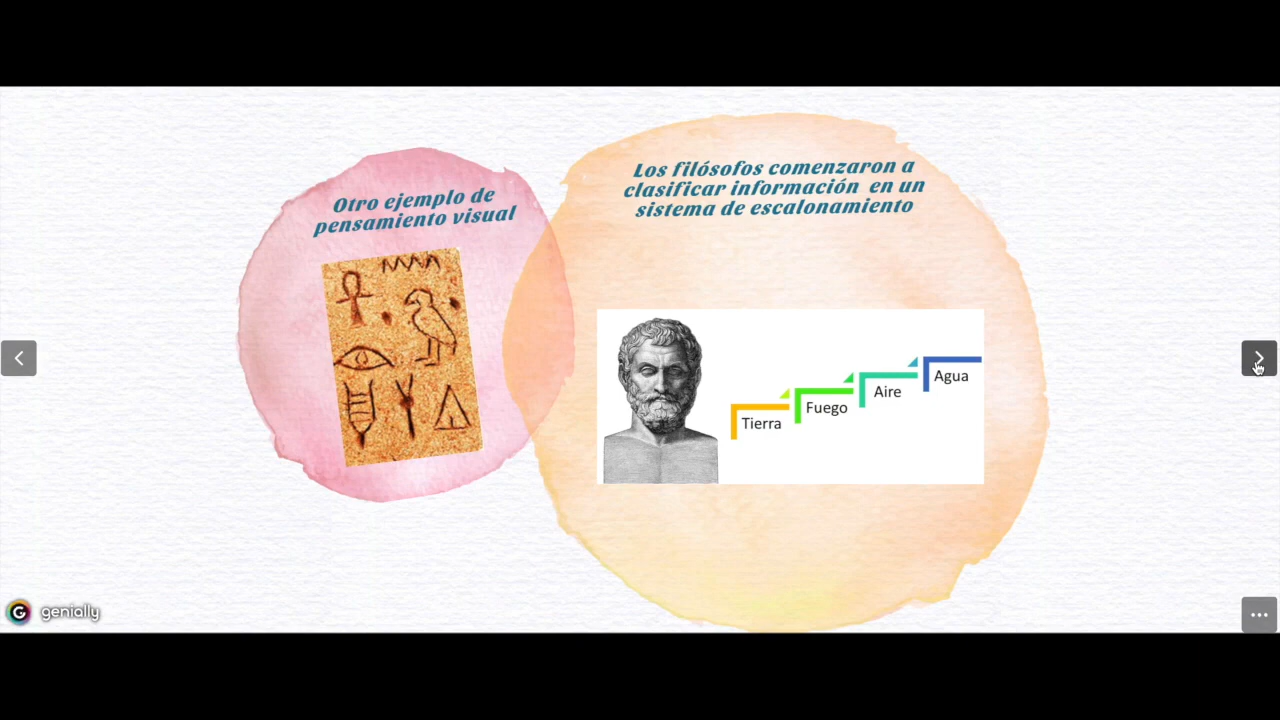 Otro ejemplo de
pensamiento visual
Los filósofos comenzaron a
clasificar información en un
sistema de escalonamiento
Tierra
Fuego
Aire
Agua
genially